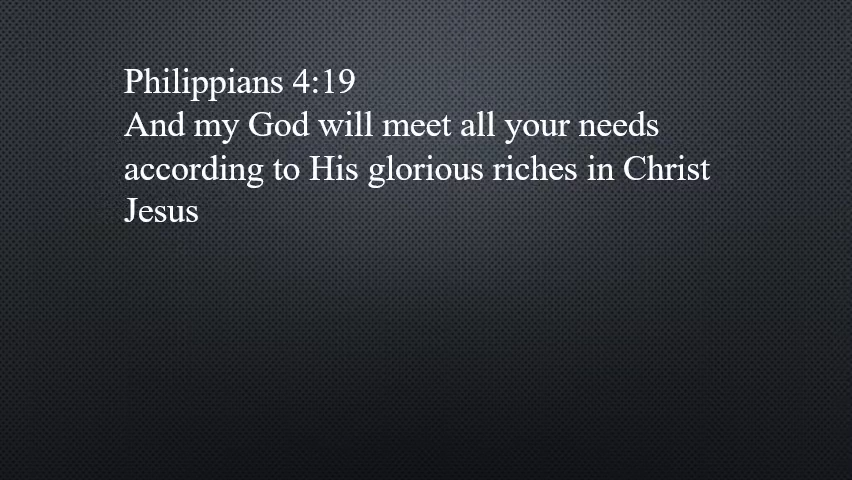 Philippians 4:19
And my God will meet all your needs
according to His glorious riches in Christ
Jesus